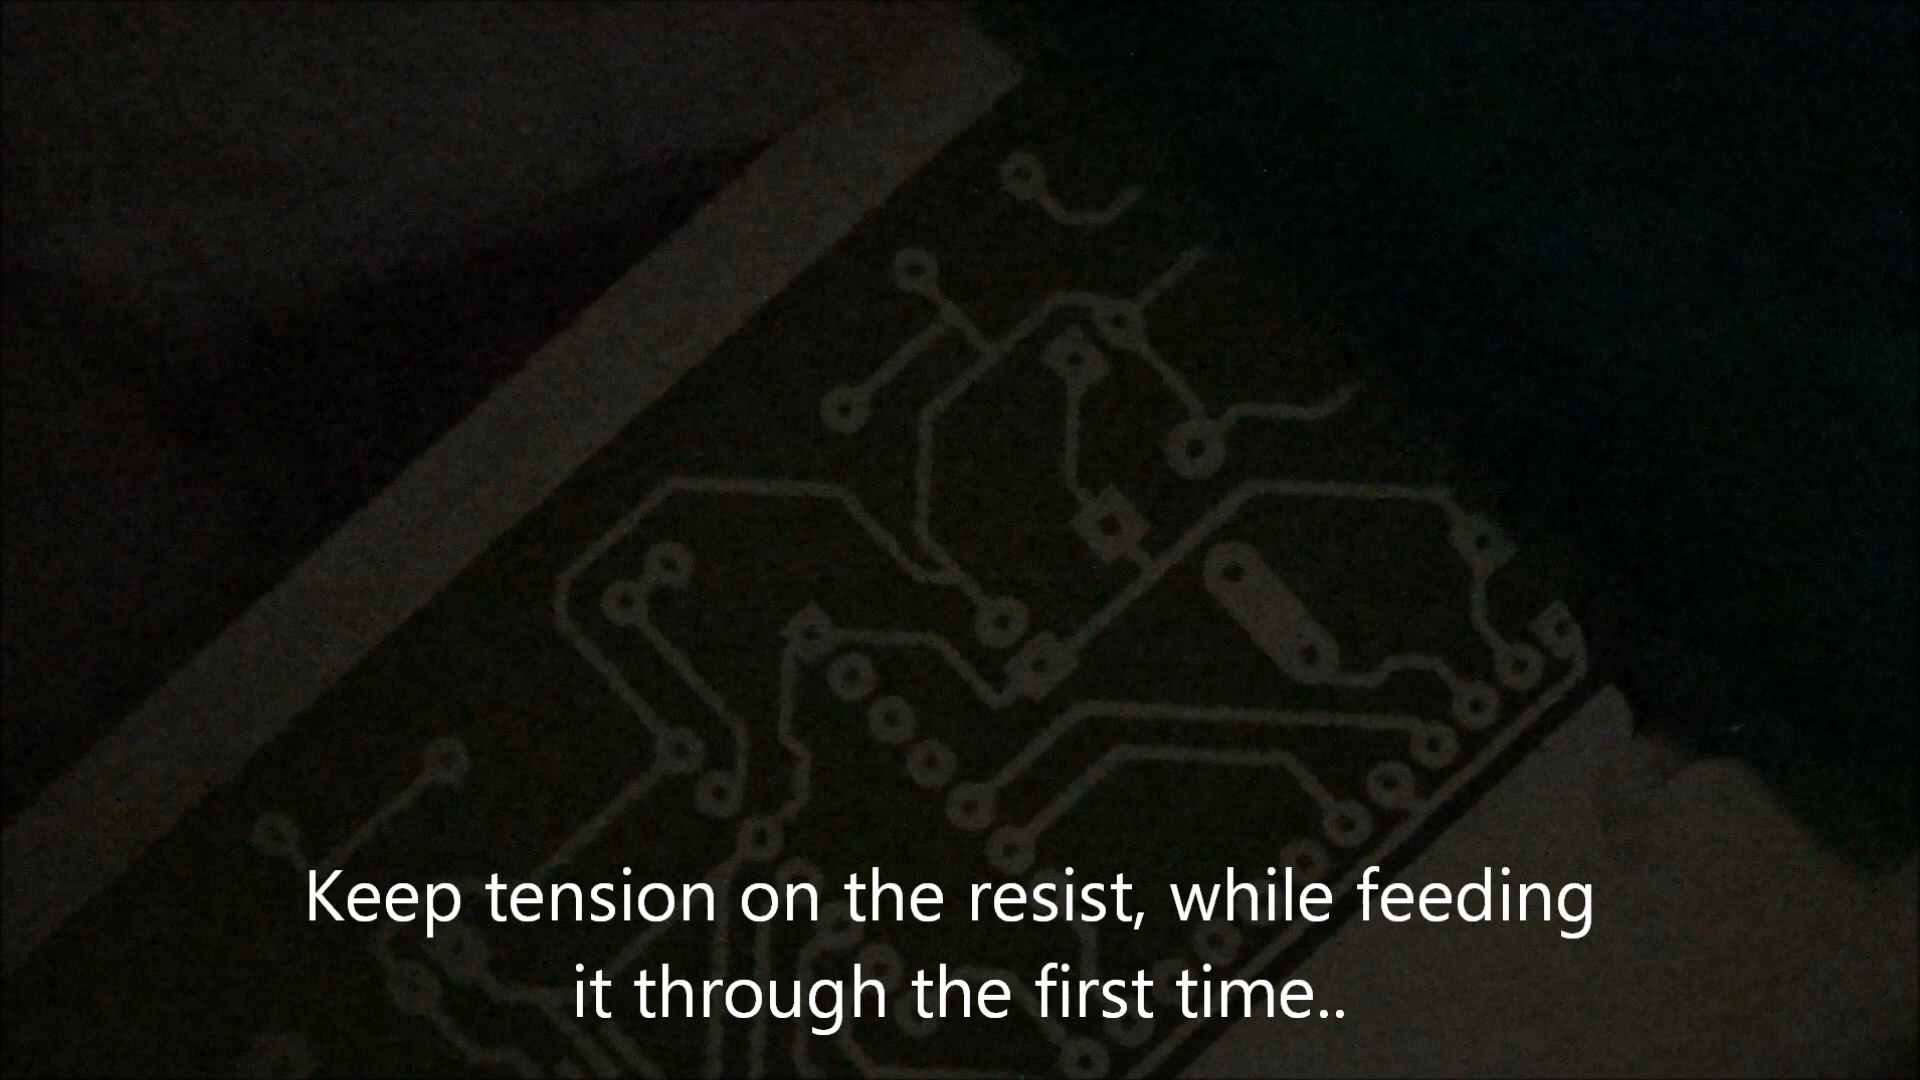 Keep tension on the resist, while feeding
it through the first time..